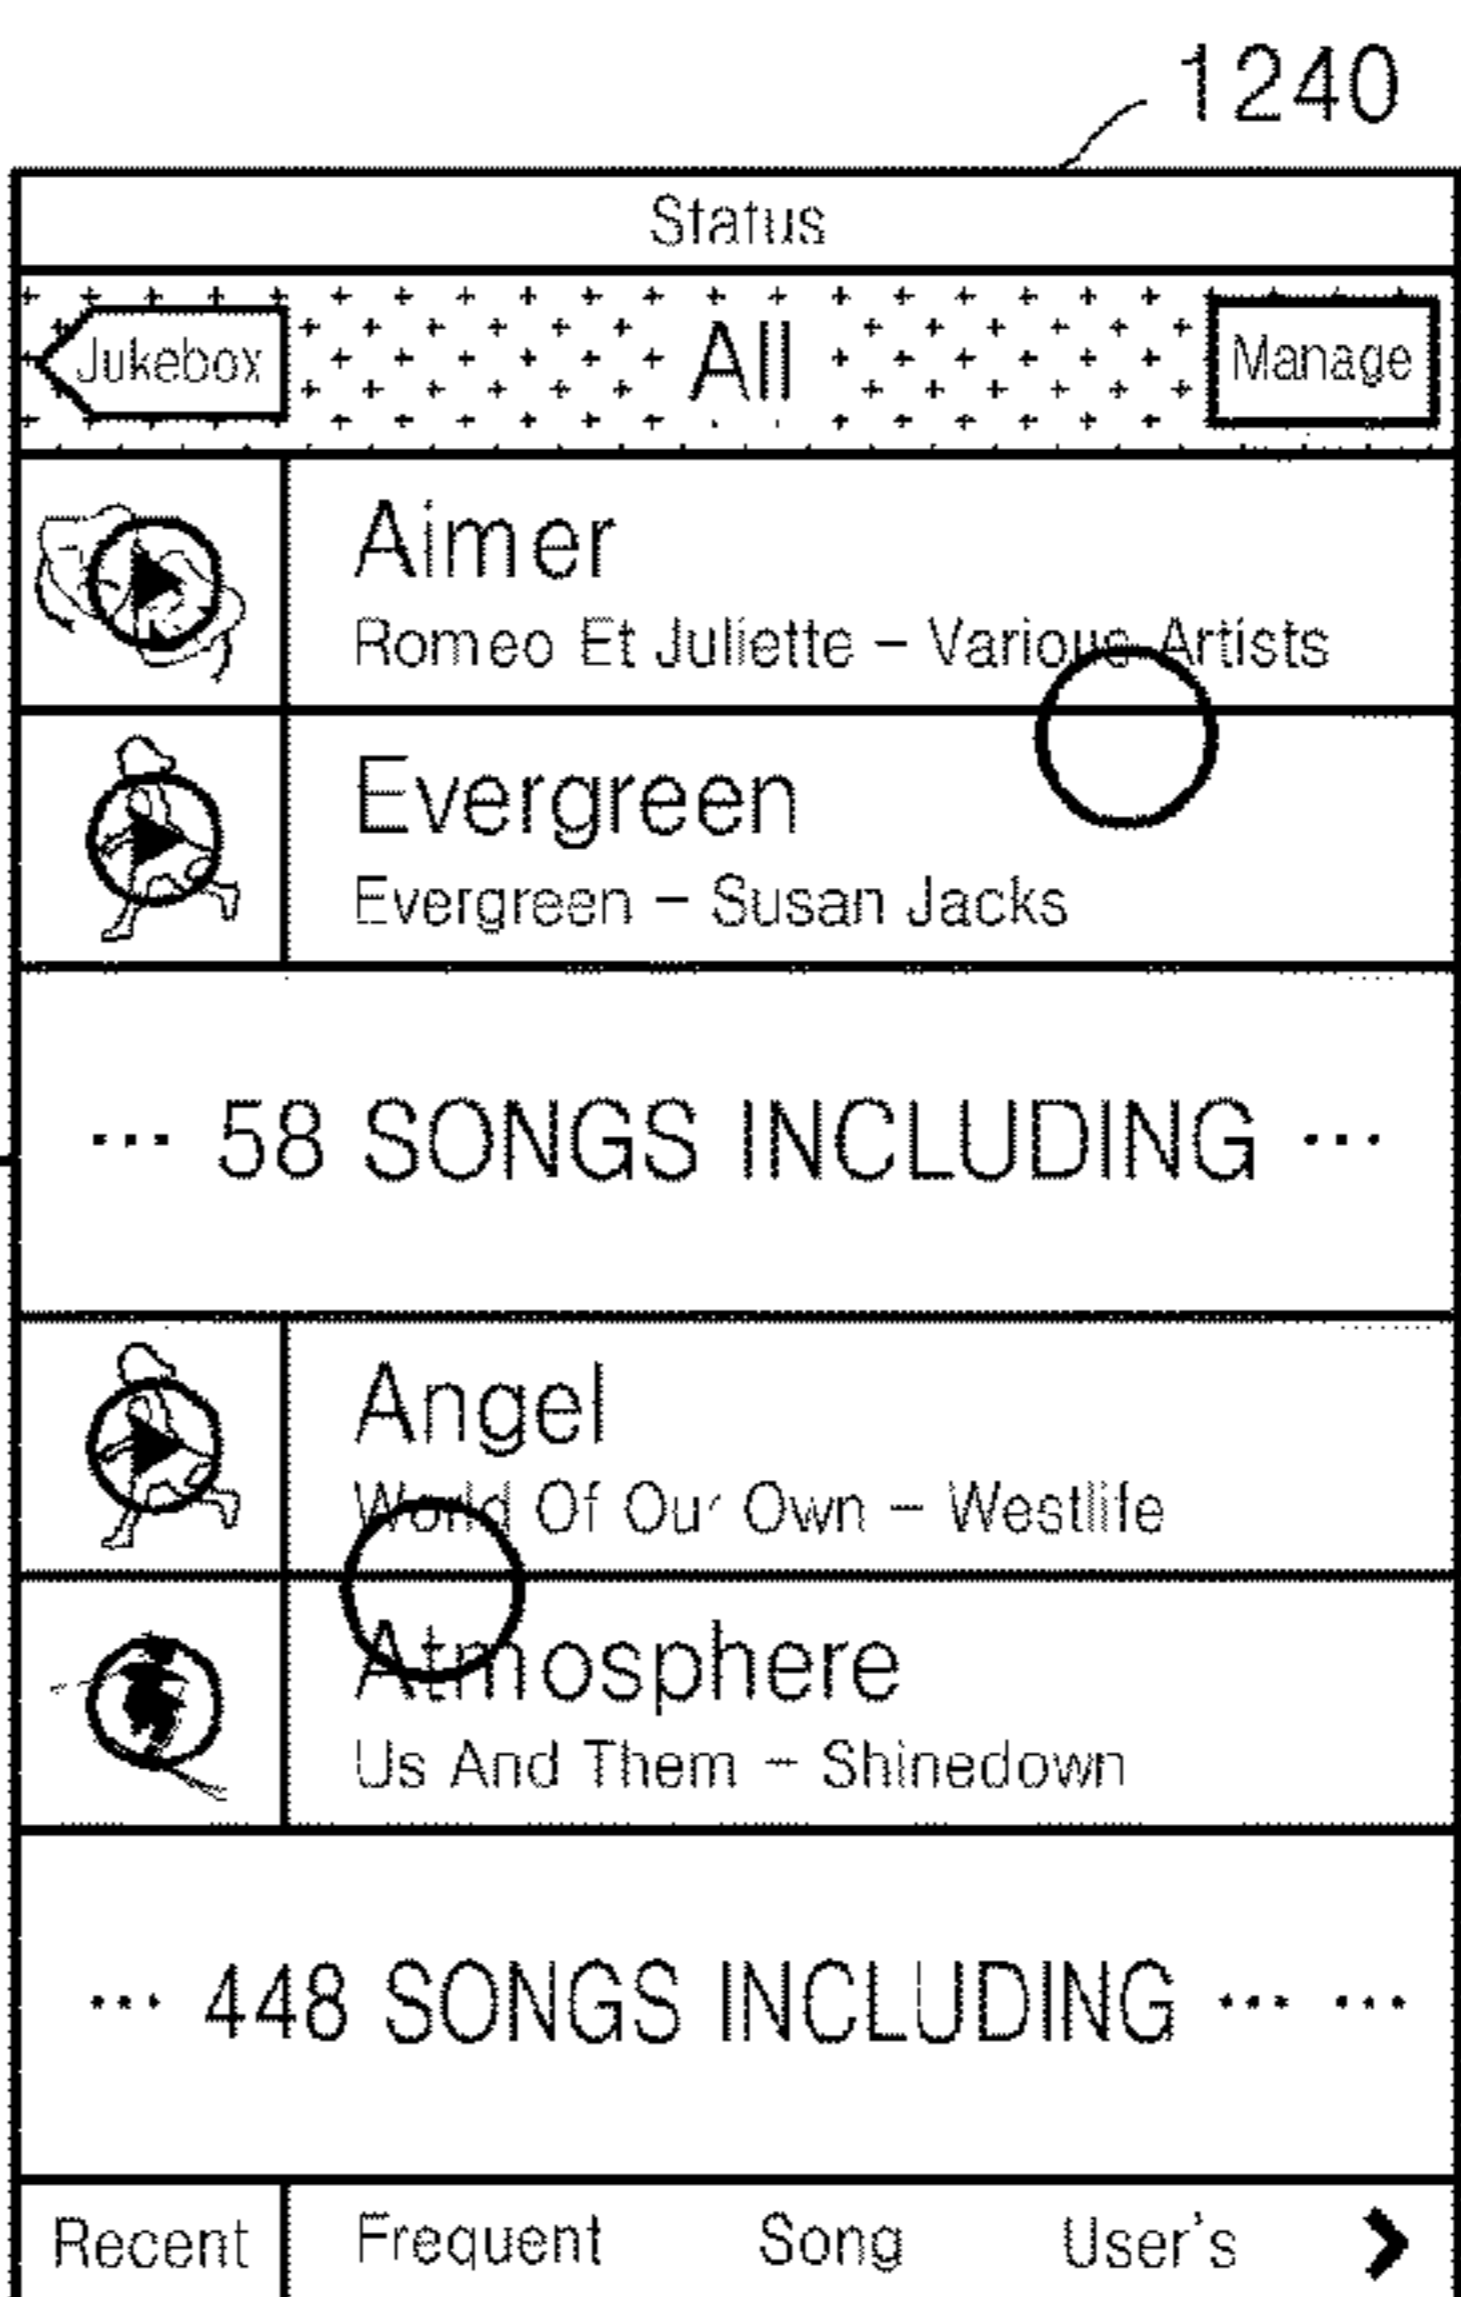 1240
Status
Jukebox All Manage
Aimer
Romeo Et Juliette – Various Artists
Evergreen
Evergreen – Susan Jacks
··· 58 SONGS INCLUDING ···
Angel
World Of Our Own – Westlife
Atmosphere
Us And Them – Shinedown
··· 448 SONGS INCLUDING ··· ···
Recent Frequent Song User's